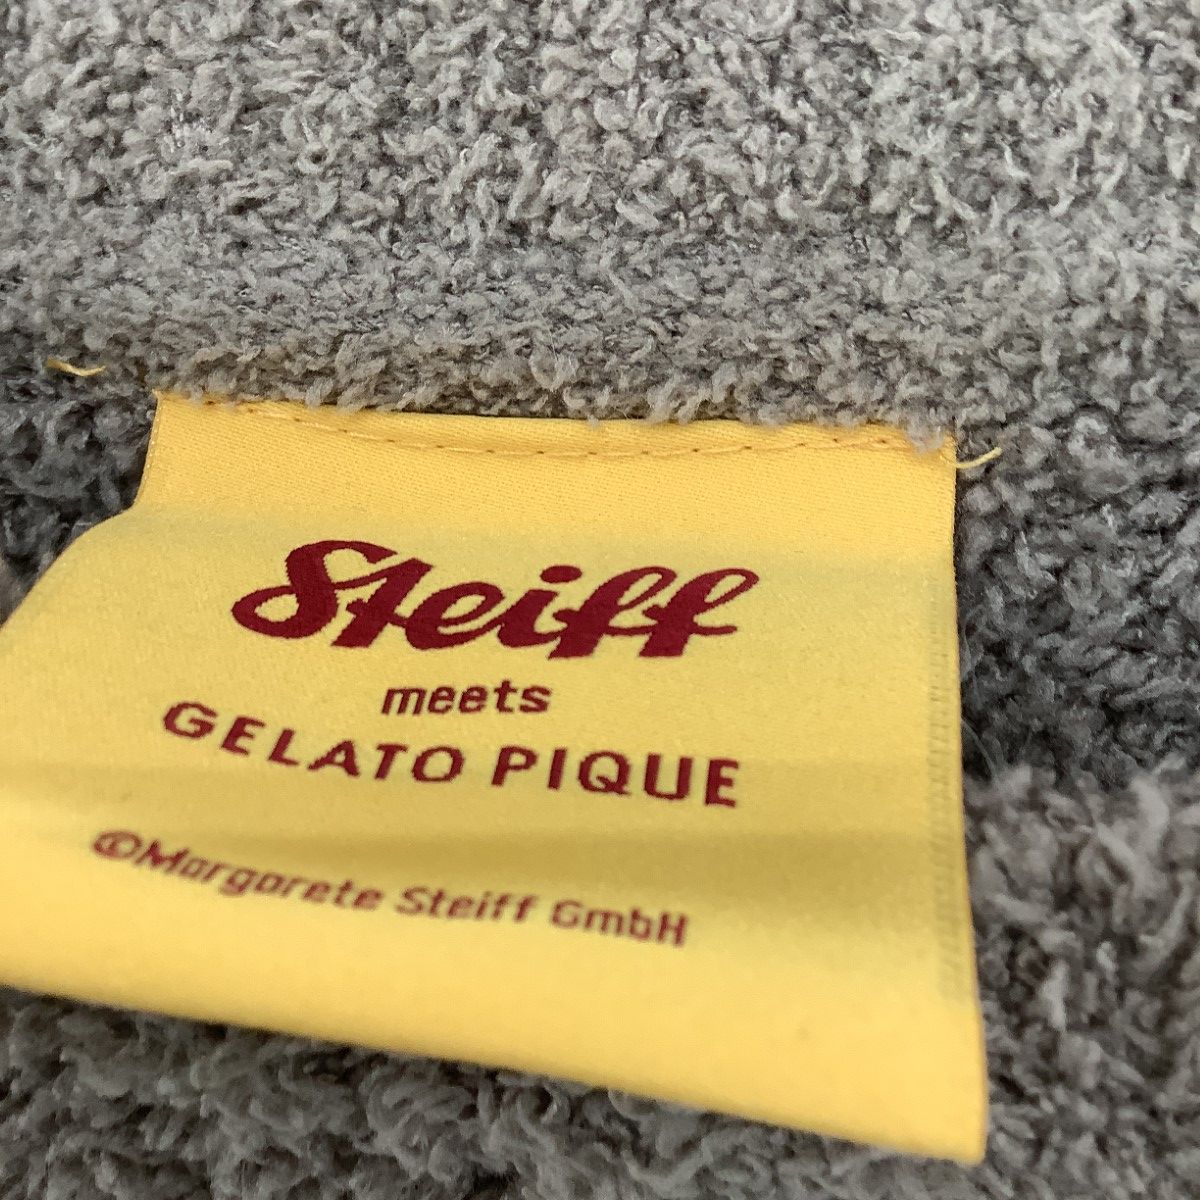 Steiff
meets
GELATO PIQUE
©Margarete Steiff GmbH